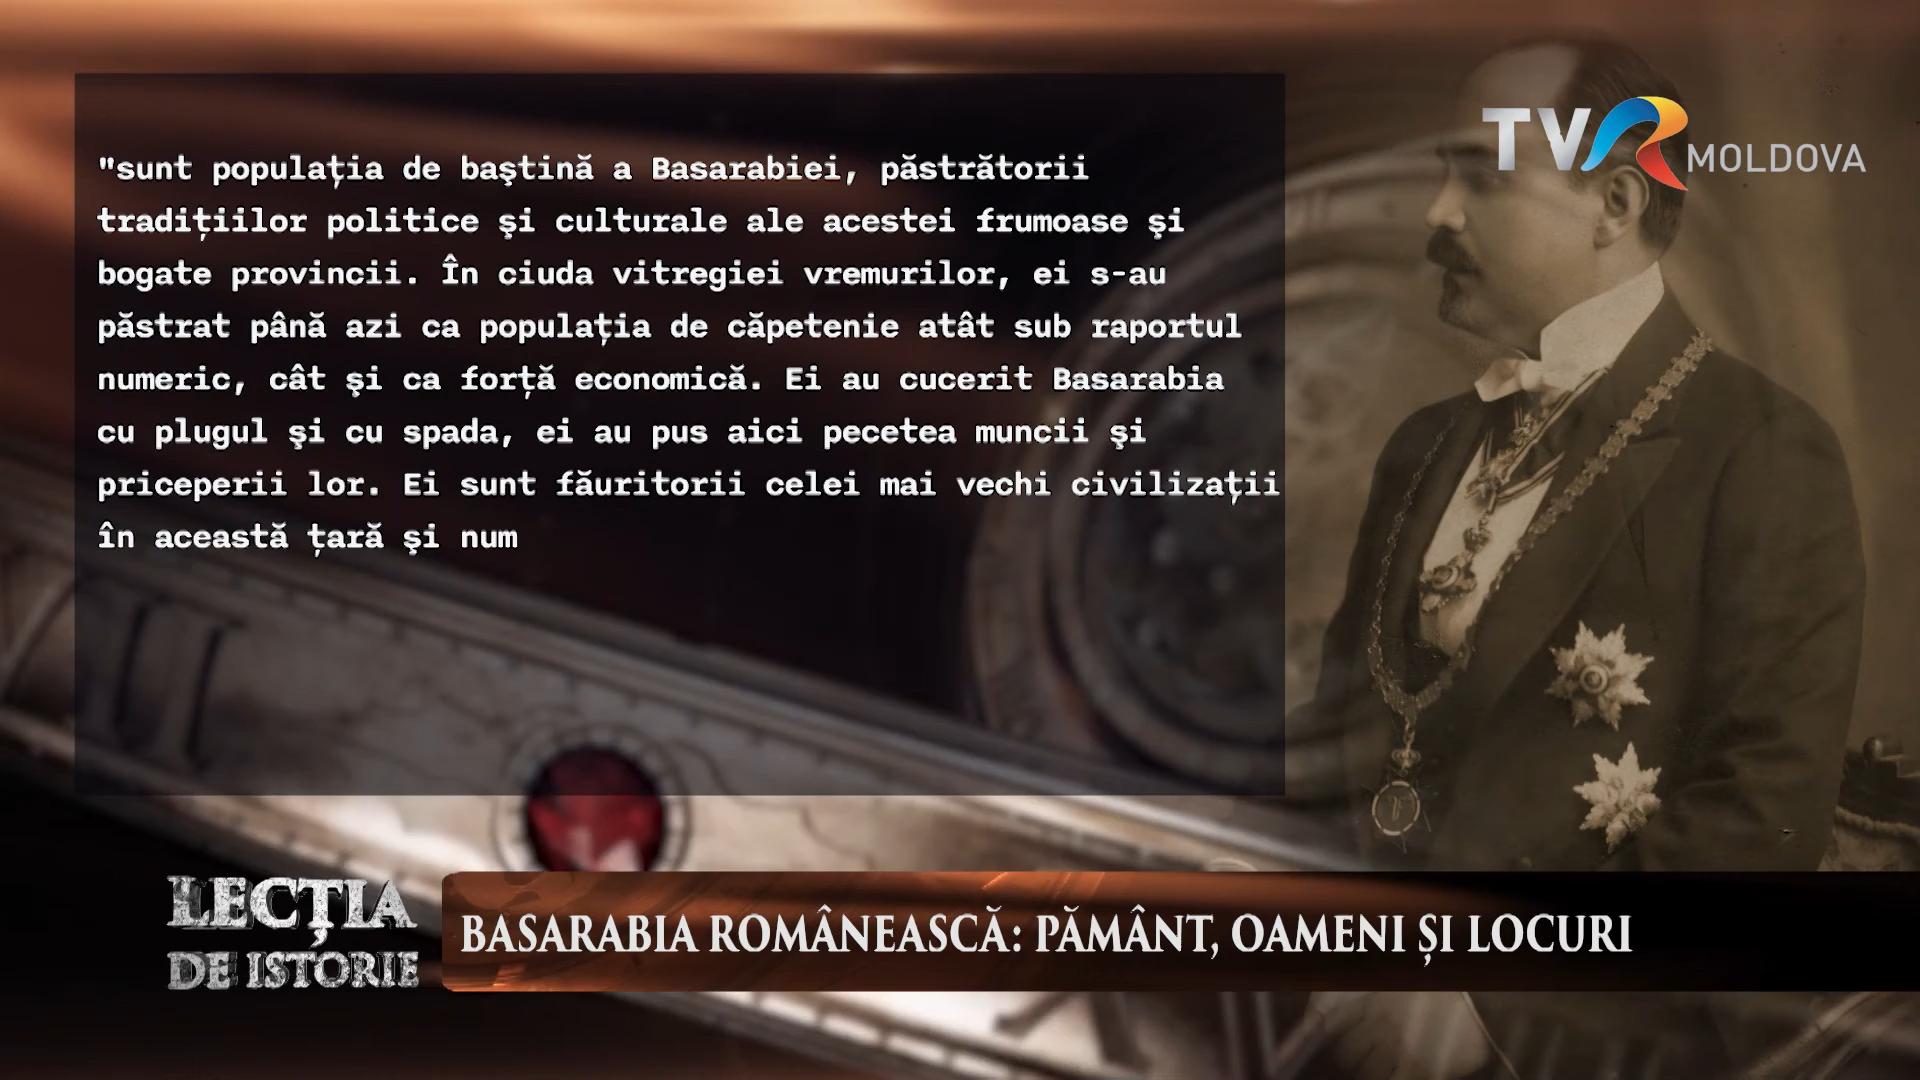 TVR MOLDOVA
"sunt populația de baştină a Basarabiei, păstrătorii
tradițiilor politice şi culturale ale acestei frumoase şi
bogate provincii. În ciuda vitregiei vremurilor, ei s-au
păstrat până azi ca populația de căpetenie atât sub raportul
numeric, cât şi ca forță economică. Ei au cucerit Basarabia
cu plugul şi cu spada, ei au pus aici pecetea muncii şi
priceperii lor. Ei sunt făuritorii celei mai vechi civilizații
în această țară şi num
LECȚIA
DE ISTORIE
BASARABIA ROMÂNEASCĂ: PĂMÂNT, OAMENI ȘI LOCURI